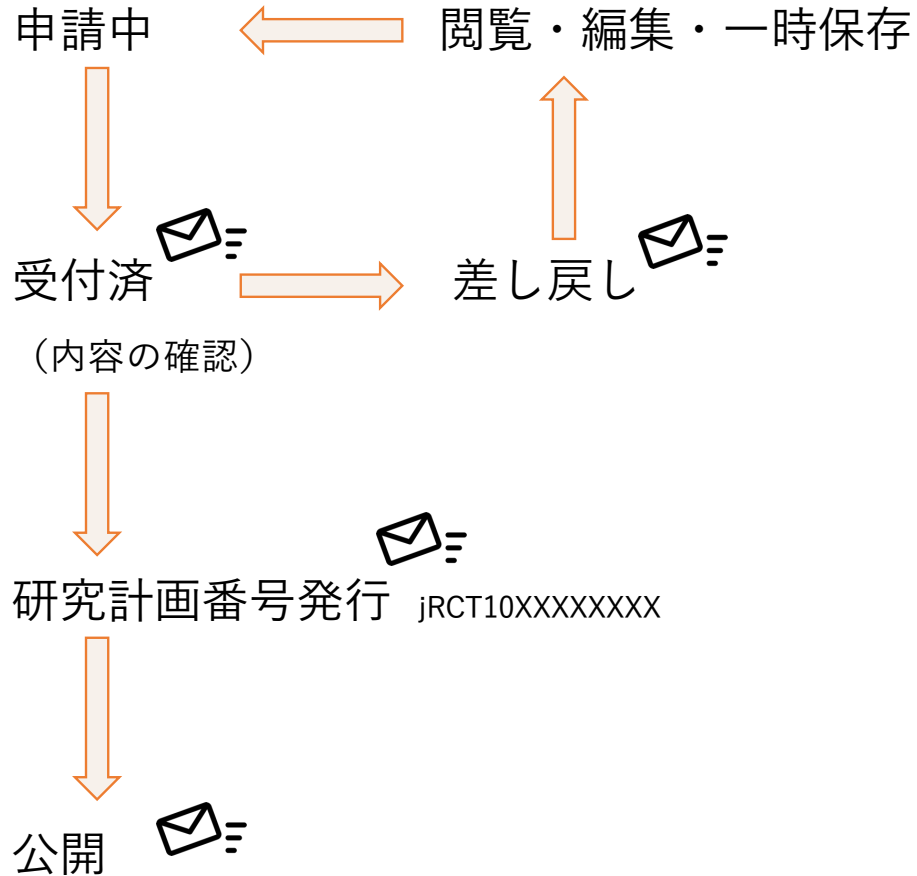 申請中
閲覧・編集・一時保存
受付済
差し戻し
（内容の確認）
研究計画番号発行 jRCT10XXXXXXXX
公開